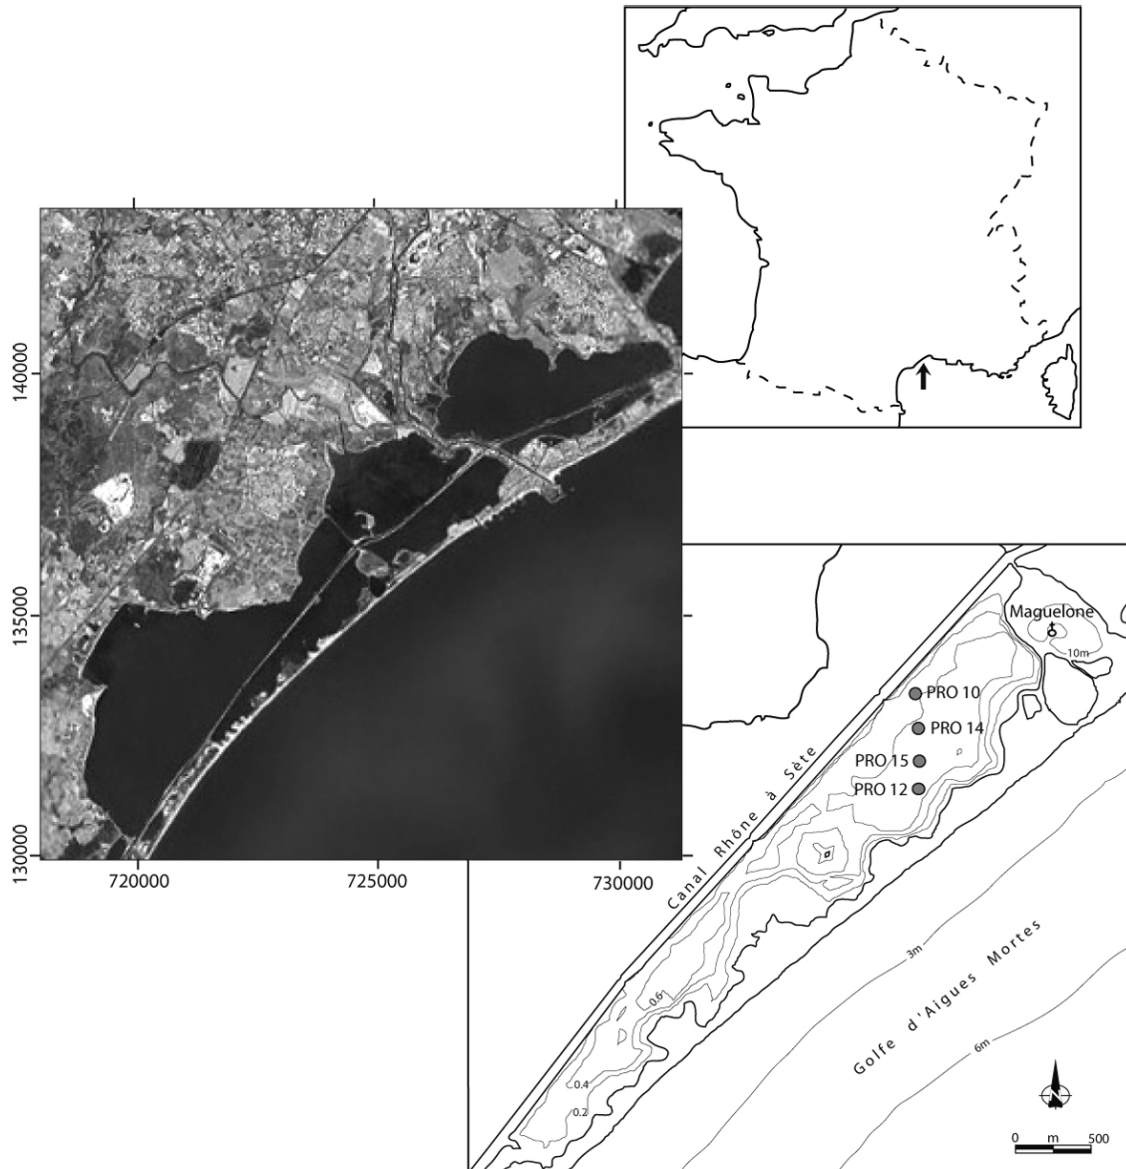 140000
135000
130000
720000
725000
730000
Maguelone
10m
PRO 10
PRO 14
PRO 15
PRO 12
Canal Rhône à Sète
3m
Golfe d'Aigues Mortes
0.6
6m
0.4
0.2
N
0 m 500